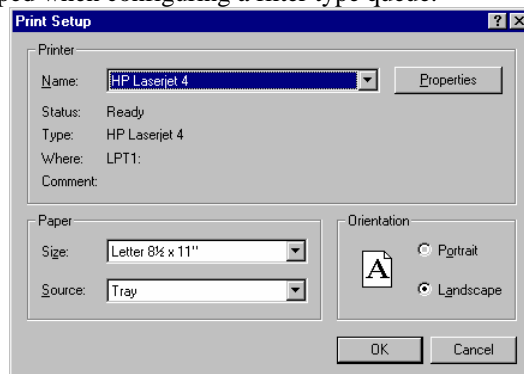 ped when configuring a filter type queue.
Print Setup
Printer
Name: HP Laserjet 4 Properties
Status: Ready
Type: HP Laserjet 4
Where: LPT1:
Comment:
Paper Orientation
Size: Letter 8½ x 11" Portrait
A
Source: Tray Landscape
OK Cancel